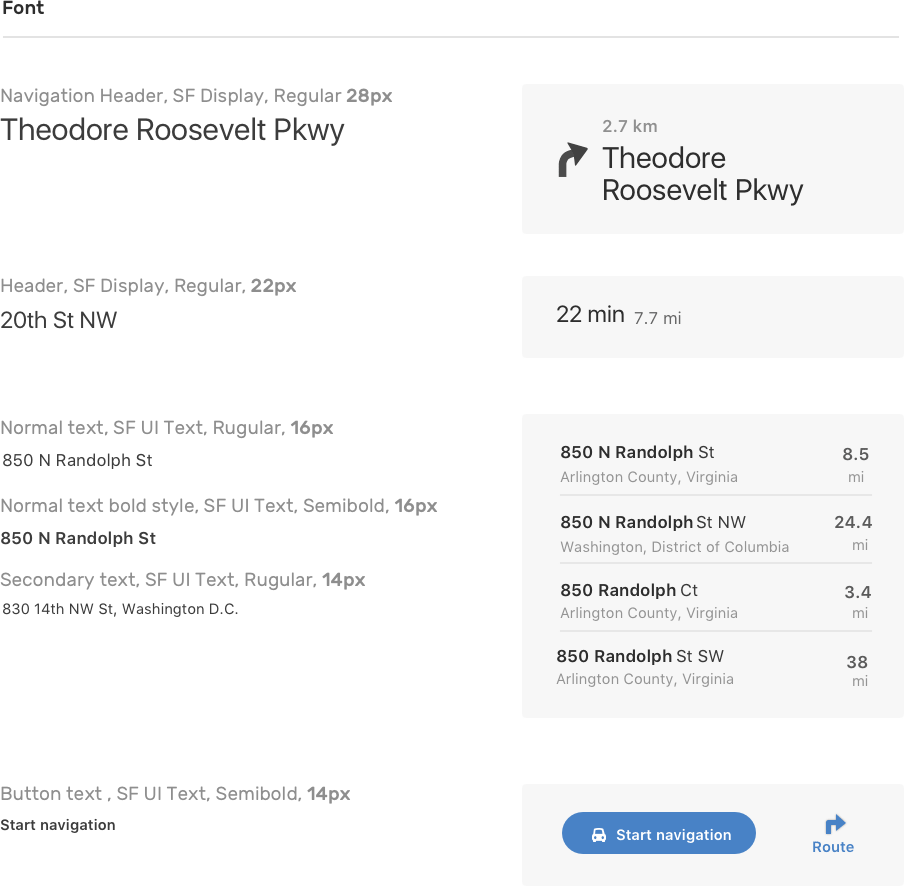 Font
Navigation Header, SF Display, Regular 28px
Theodore Roosevelt Pkwy
2.7 km
Theodore
Roosevelt Pkwy
Header, SF Display, Regular, 22px
20th St NW
22 min 7.7 mi
Normal text, SF UI Text, Rugular, 16px
850 N Randolph St
Normal text bold style, SF UI Text, Semibold, 16px
850 N Randolph St
Secondary text, SF UI Text, Rugular, 14px
830 14th NW St, Washington D.C.
850 N Randolph St 8.5
Arlington County, Virginia mi
850 N Randolph St NW 24.4
Washington, District of Columbia mi
850 Randolph Ct 3.4
Arlington County, Virginia mi
850 Randolph St SW 38
Arlington County, Virginia mi
Button text , SF UI Text, Semibold, 14px
Start navigation
Start navigation
Route